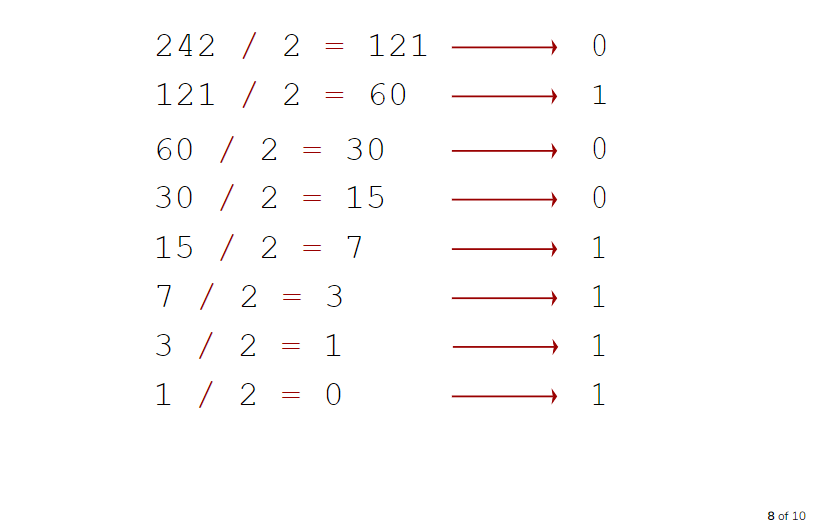 242 / 2 = 121 0
121 / 2 = 60 1
60 / 2 = 30 0
30 / 2 = 15 0
15 / 2 = 7 1
7 / 2 = 3 1
3 / 2 = 1 1
1 / 2 = 0 1
8 of 10